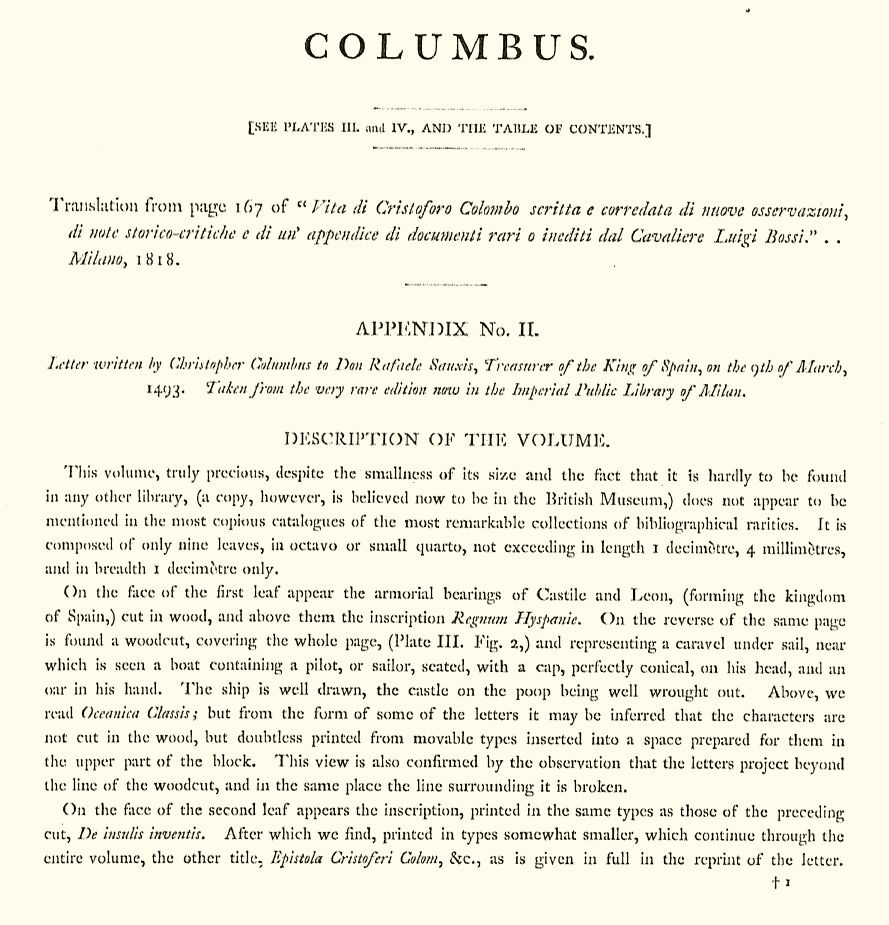 COLUMBUS.
[SEE PLATES III. and IV., AND THE TABLE OF CONTENTS.]
Translation from page 167 of “Vita di Cristoforo Colombo scritta e corredata di nuove osservazioni,
di note storico-critiche e di un’ appendice di documenti rari o inediti dal Cavaliere Luigi Bossi.” . .
Milano, 1818.
APPENDIX No. II.
Letter written by Christopher Columbus to Don Rafaele Sanxis, Treasurer of the King of Spain, on the 9th of March,
1493. Taken from the very rare edition now in the Imperial Public Library of Milan.
DESCRIPTION OF THE VOLUME.
This volume, truly precious, despite the smallness of its size and the fact that it is hardly to be found
in any other library, (a copy, however, is believed now to be in the British Museum,) does not appear to be
mentioned in the most copious catalogues of the most remarkable collections of bibliographical rarities. It is
composed of only nine leaves, in octavo or small quarto, not exceeding in length 1 decimètre, 4 millimètres,
and in breadth 1 decimètre only.
On the face of the first leaf appear the armorial bearings of Castile and Leon, (forming the kingdom
of Spain,) cut in wood, and above them the inscription Regnum Hyspanie. On the reverse of the same page
is found a woodcut, covering the whole page, (Plate III. Fig. 2,) and representing a caravel under sail, near
which is seen a boat containing a pilot, or sailor, seated, with a cap, perfectly conical, on his head, and an
oar in his hand. The ship is well drawn, the castle on the poop being well wrought out. Above, we
read Oceanica Classis; but from the form of some of the letters it may be inferred that the characters are
not cut in the wood, but doubtless printed from movable types inserted into a space prepared for them in
the upper part of the block. This view is also confirmed by the observation that the letters project beyond
the line of the woodcut, and in the same place the line surrounding it is broken.
On the face of the second leaf appears the inscription, printed in the same types as those of the preceding
cut, De insulis inventis. After which we find, printed in types somewhat smaller, which continue through the
entire volume, the other title, Epistola Cristoferi Colom, &c., as is given in full in the reprint of the letter.
† 1